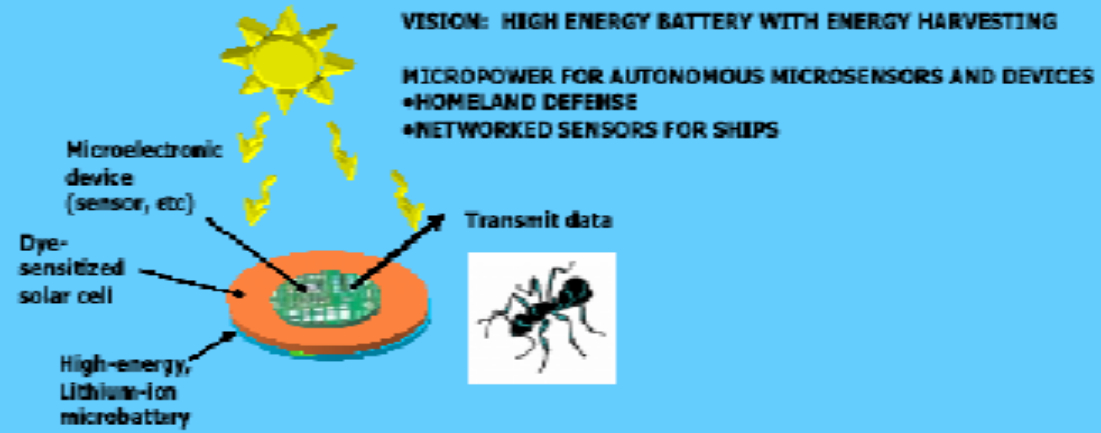 VISION: HIGH ENERGY BATTERY WITH ENERGY HARVESTING
MICROPOWER FOR AUTONOMOUS MICROSENSORS AND DEVICES
•HOMELAND DEFENSE
•NETWORKED SENSORS FOR SHIPS
Microelectronic
device
(sensor, etc)
Transmit data
Dye-
sensitized
solar cell
High-energy,
Lithium-ion
microbattery